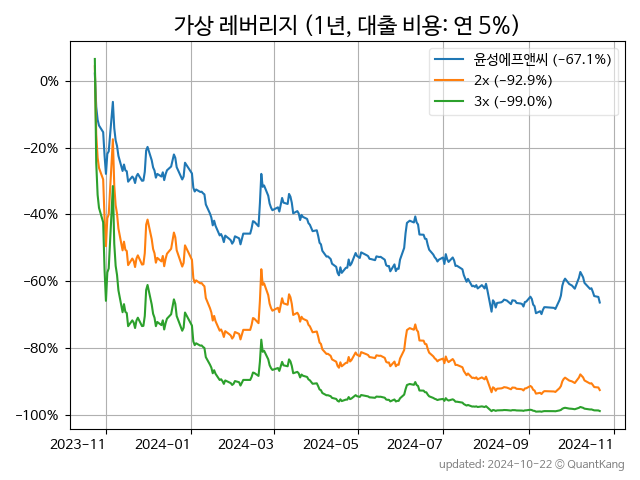 가상 레버리지 (1년, 대출 비용: 연 5%)
윤성에프앤씨 (-67.1%)
2x (-92.9%)
3x (-99.0%)
0%
-20%
-40%
-60%
-80%
-100%
2023-11 2024-01 2024-03 2024-05 2024-07 2024-09 2024-11
updated: 2024-10-22 © QuantKang